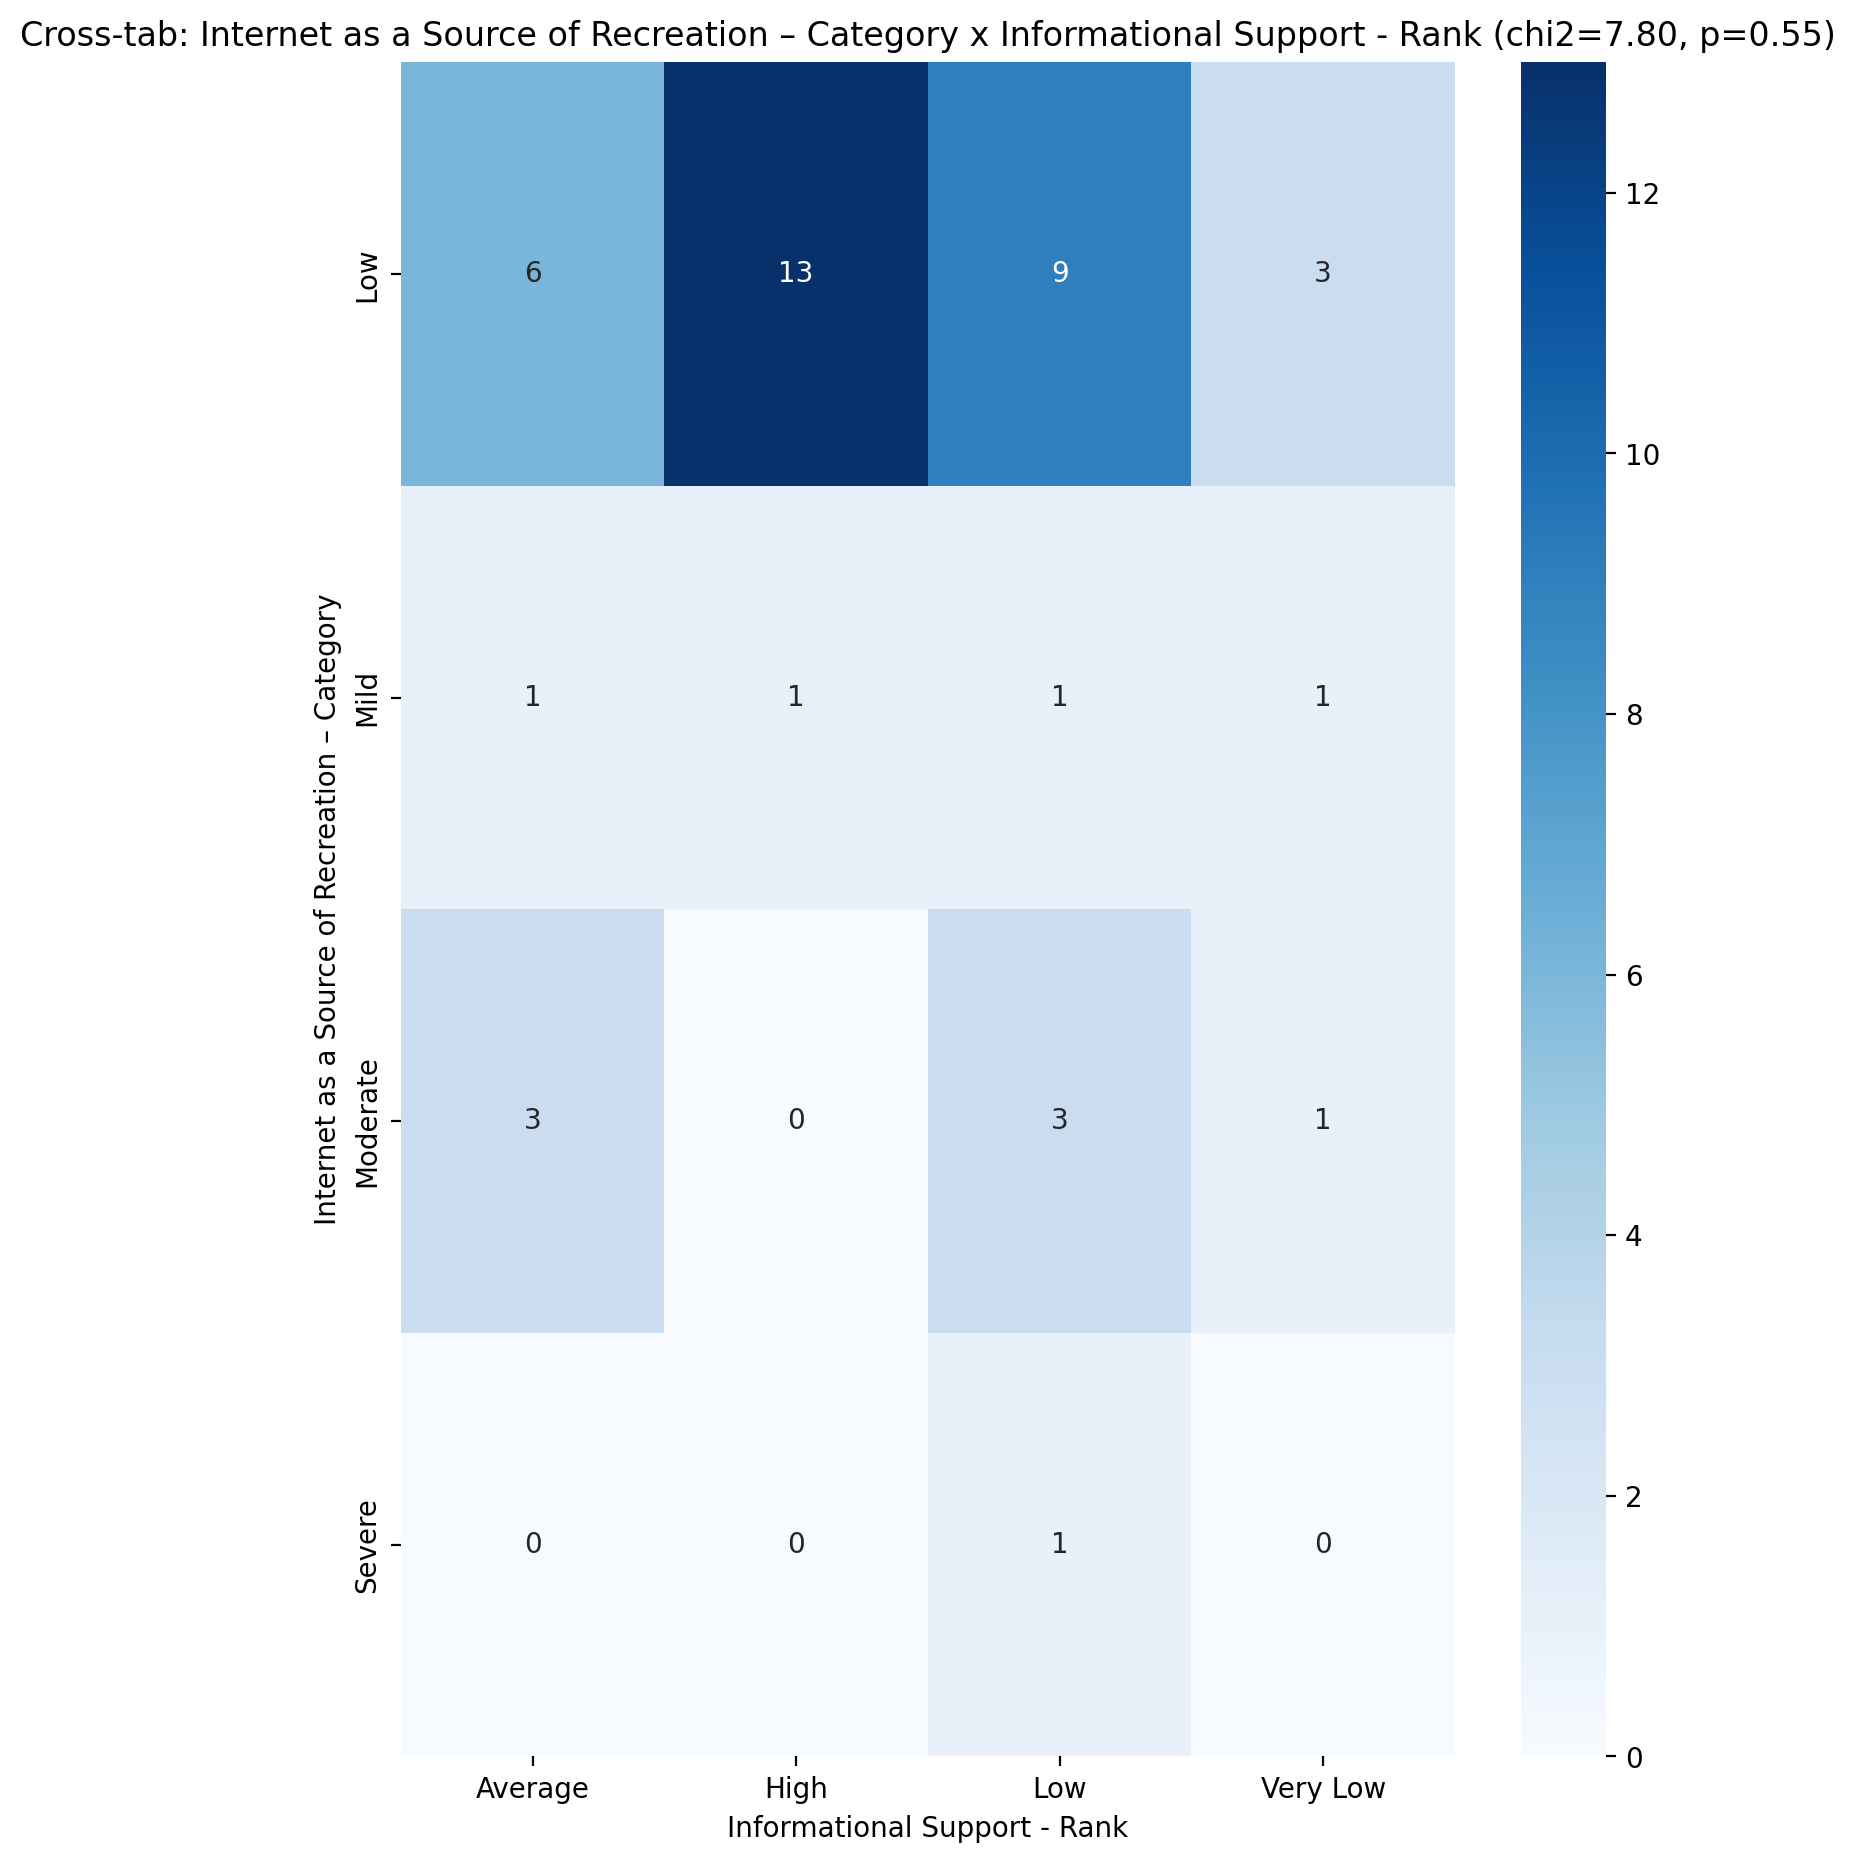 Cross-tab: Internet as a Source of Recreation – Category x Informational Support - Rank (chi2=7.80, p=0.55)
Internet as a Source of Recreation – Category
Low
6 13 9 3
Mild
1 1 1 1
Moderate
3 0 3 1
Severe
0 0 1 0
Average High Low Very Low
Informational Support - Rank
12
10
8
6
4
2
0